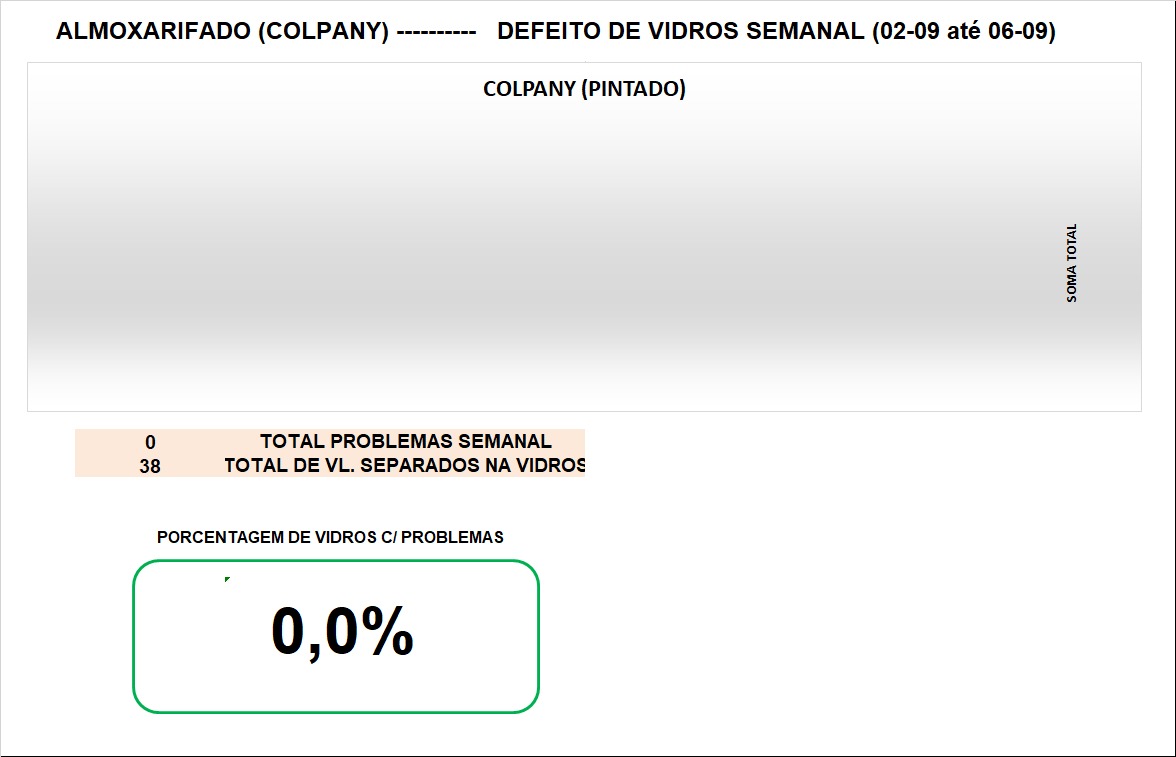 ALMOXARIFADO (COLPANY) ---------- DEFEITO DE VIDROS SEMANAL (02-09 até 06-09)
COLPANY (PINTADO)
SOMA TOTAL
0 TOTAL PROBLEMAS SEMANAL
38 TOTAL DE VL. SEPARADOS NA VIDROS
PORCENTAGEM DE VIDROS C/ PROBLEMAS
0,0%